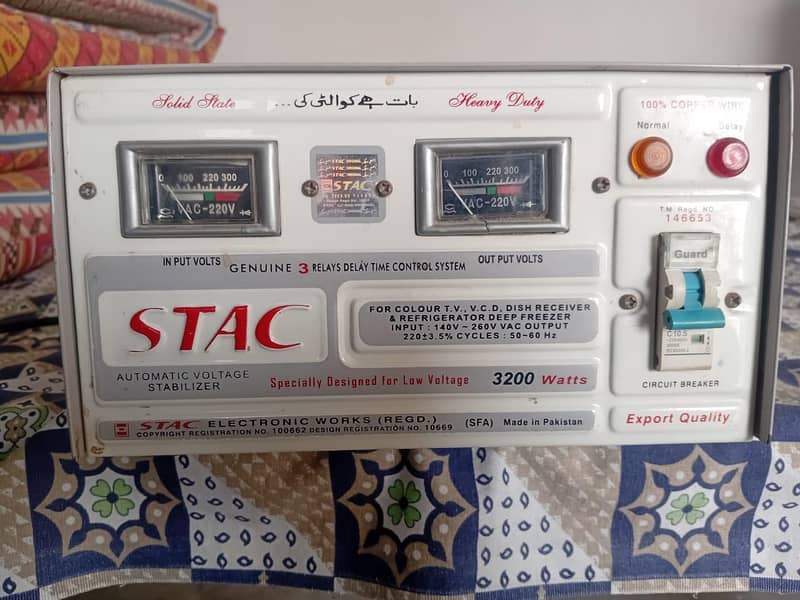 Solid State
بات ہے کوالٹی کی...
Heavy Duty
100% COPPER WIRE
Normal
Delay
0 100 220 300
VAC-220V
STAC
0 100 220 300
VAC-220V
T.M. Regd. NO.
146653
Guard
IN PUT VOLTS
GENUINE 3 RELAYS DELAY TIME CONTROL SYSTEM
OUT PUT VOLTS
STAC
FOR COLOUR T.V., V.C.D, DISH RECEIVER
& REFRIGERATOR DEEP FREEZER
INPUT : 140V ~ 260V VAC OUTPUT
220±3.5% CYCLES : 50~60 Hz
AUTOMATIC VOLTAGE
STABILIZER
Specially Designed for Low Voltage
3200 Watts
CIRCUIT BREAKER
STAC ELECTRONIC WORKS (REGD.)
COPYRIGHT REGISTRATION NO. 100662 DESIGN REGISTRATION NO. 10669
(SFA) Made in Pakistan
Export Quality